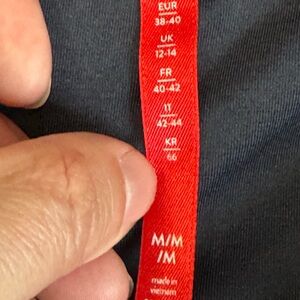 EUR
38-40
UK
12-14
FR
40-42
IT
42-44
KR
66
M/M
/M
made in
vietnam